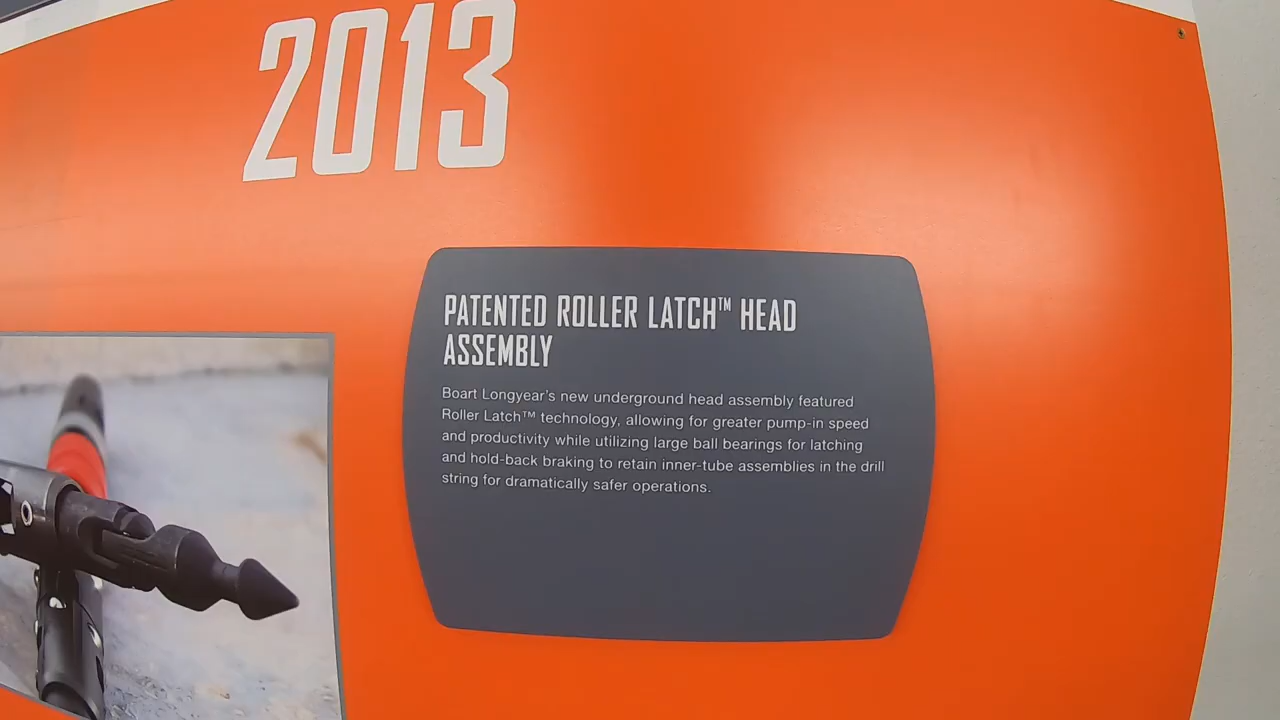 2013
PATENTED ROLLER LATCH™ HEAD
ASSEMBLY
Boart Longyear's new underground head assembly featured
Roller Latch™ technology, allowing for greater pump-in speed
and productivity while utilizing large ball bearings for latching
and hold-back braking to retain inner-tube assemblies in the drill
string for dramatically safer operations.